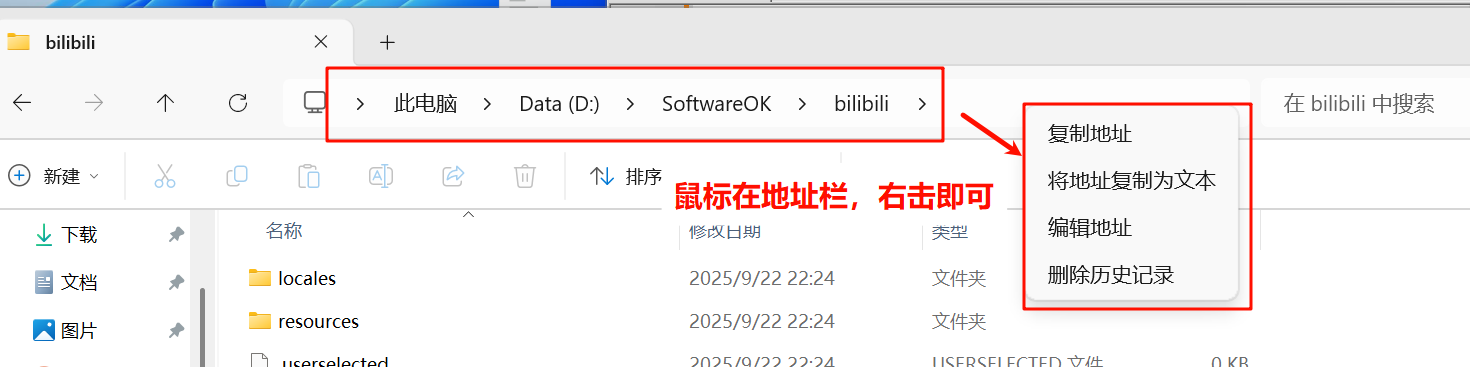 bilibili
此电脑 Data (D:) SoftwareOK bilibili
在 bilibili 中搜索
复制地址
将地址复制为文本
编辑地址
删除历史记录
新建
排序
鼠标在地址栏，右击即可
名称 修改日期 类型
下载
文档
图片
locales 2025/9/22 22:24 文件夹
resources 2025/9/22 22:24 文件夹
.userselected 2025/9/22 22:24 USERSELECTED 文件 0 KB